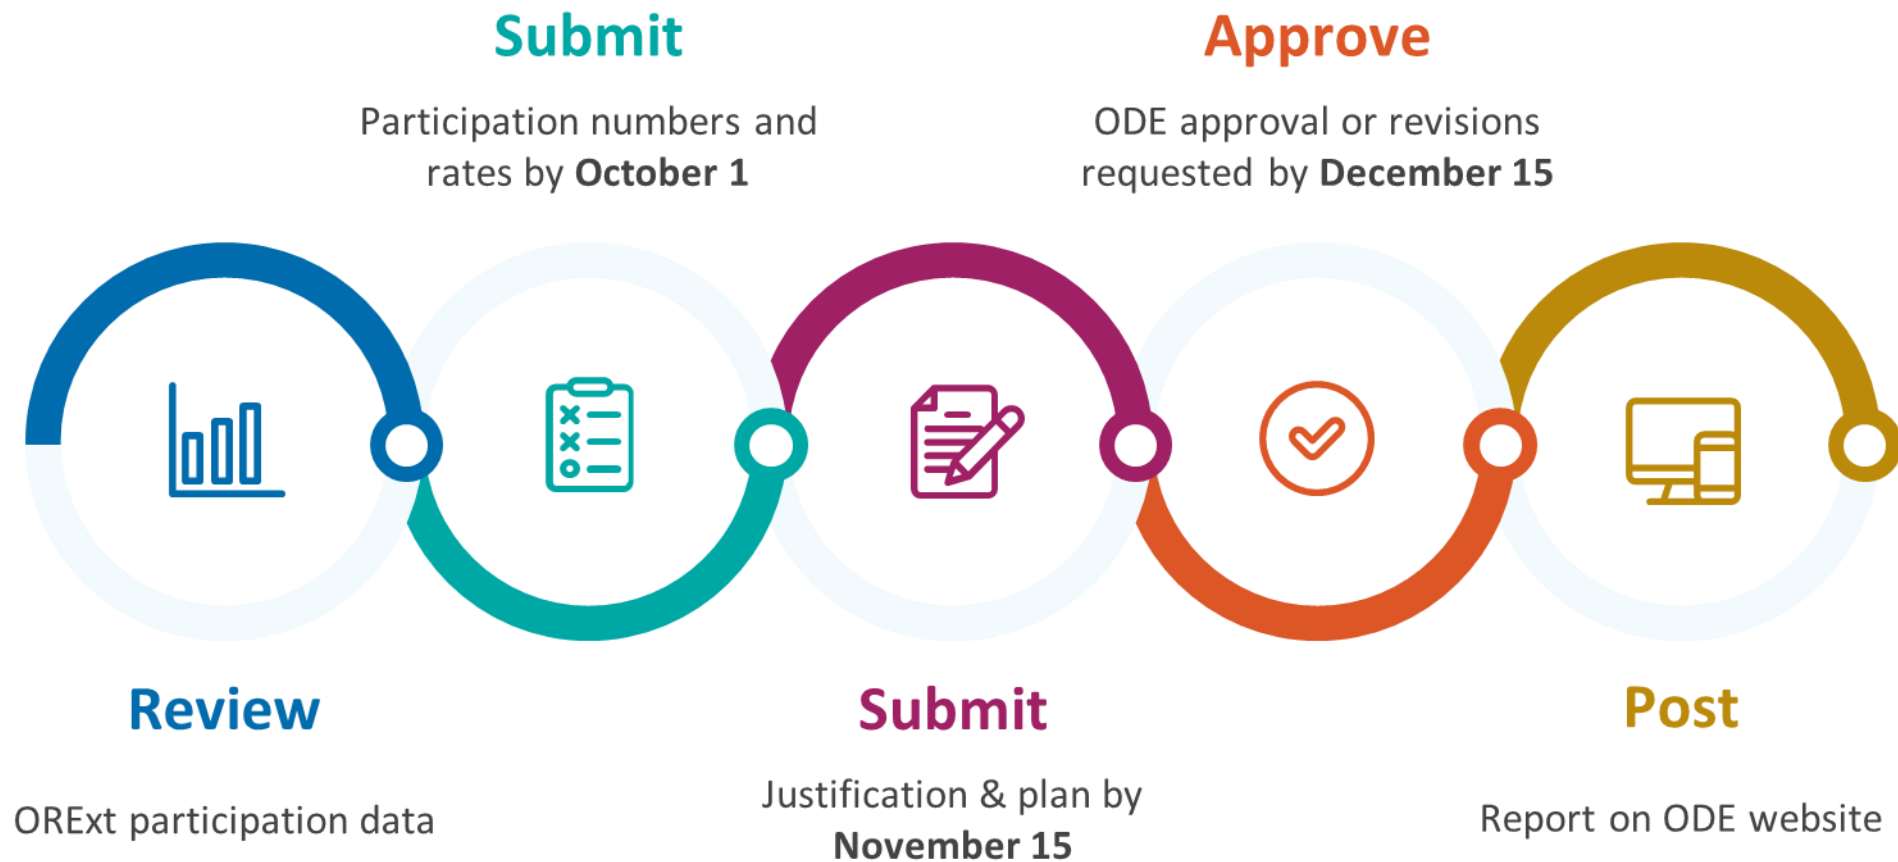 Submit
Participation numbers and
rates by October 1
Approve
ODE approval or revisions
requested by December 15
Review
ORExt participation data
Submit
Justification & plan by
November 15
Post
Report on ODE website